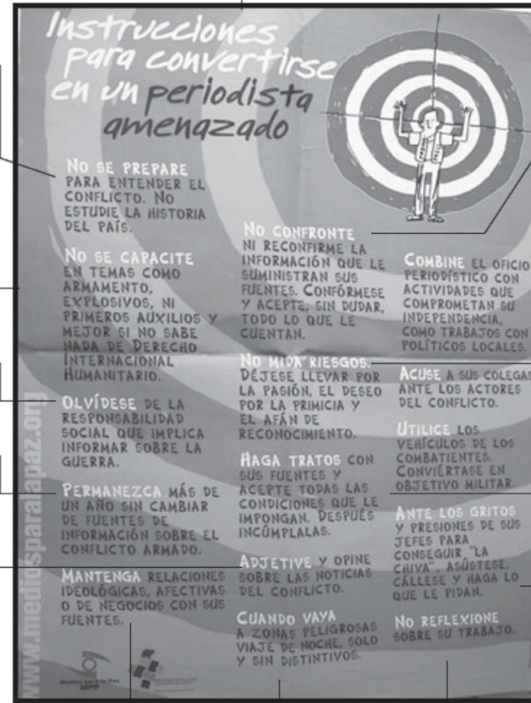 Instrucciones
para convertirse
en un periodista
amenazado
NO SE PREPARE
PARA ENTENDER EL
CONFLICTO. NO
ESTUDIE LA HISTORIA
DEL PAÍS.
NO SE CAPACITE
EN TEMAS COMO
ARMAMENTO,
EXPLOSIVOS, NI
PRIMEROS AUXILIOS Y
MEJOR SI NO SABE
NADA DE DERECHO
INTERNACIONAL
HUMANITARIO.
OLVÍDESE DE LA
RESPONSABILIDAD
SOCIAL QUE IMPLICA
INFORMAR SOBRE LA
GUERRA.
PERMANEZCA MÁS DE
UN AÑO SIN CAMBIAR
DE FUENTES DE
INFORMACIÓN SOBRE EL
CONFLICTO ARMADO.
MANTENGA RELACIONES
IDEOLÓGICAS, AFECTIVAS
O DE NEGOCIOS CON SUS
FUENTES.
NO CONFRONTE
NI RECONFIRME LA
INFORMACIÓN QUE LE
SUMINISTRAN SUS
FUENTES. CONFÓRMESE
Y ACEPTE, SIN DUDAR,
TODO LO QUE LE
CUENTAN.
NO MIDA RIESGOS.
DÉJESE LLEVAR POR
LA PASIÓN, EL DESEO
POR LA PRIMICIA Y
EL AFÁN DE
RECONOCIMIENTO.
HAGA TRATOS CON
SUS FUENTES Y
ACEPTE TODAS LAS
CONDICIONES QUE LE
IMPONGAN. DESPUÉS
INCÚMPLALAS.
ADJETIVE Y OPINE
SOBRE LAS NOTICIAS
DEL CONFLICTO.
CUANDO VAYA
A ZONAS PELIGROSAS
VIAJE DE NOCHE, SOLO
Y SIN DISTINTIVOS.
COMBINE EL OFICIO
PERIODÍSTICO CON
ACTIVIDADES QUE
COMPROMETAN SU
INDEPENDENCIA,
COMO TRABAJOS CON
POLÍTICOS LOCALES.
ACUSE A SUS COLEGAS
ANTE LOS ACTORES
DEL CONFLICTO.
UTILICE LOS
VEHÍCULOS DE LOS
COMBATIENTES.
CONVIÉRTASE EN
OBJETIVO MILITAR
ANTE LOS GRITOS
Y PRESIONES DE SUS
JEFES PARA
CONSEGUIR "LA
CHIVA", ASÚSTESE,
CÁLLESE Y HAGA LO
QUE LE PIDAN.
NO REFLEXIONE
SOBRE SU TRABAJO.
www.mediosparalapaz.org
Medios para la Paz
MPP